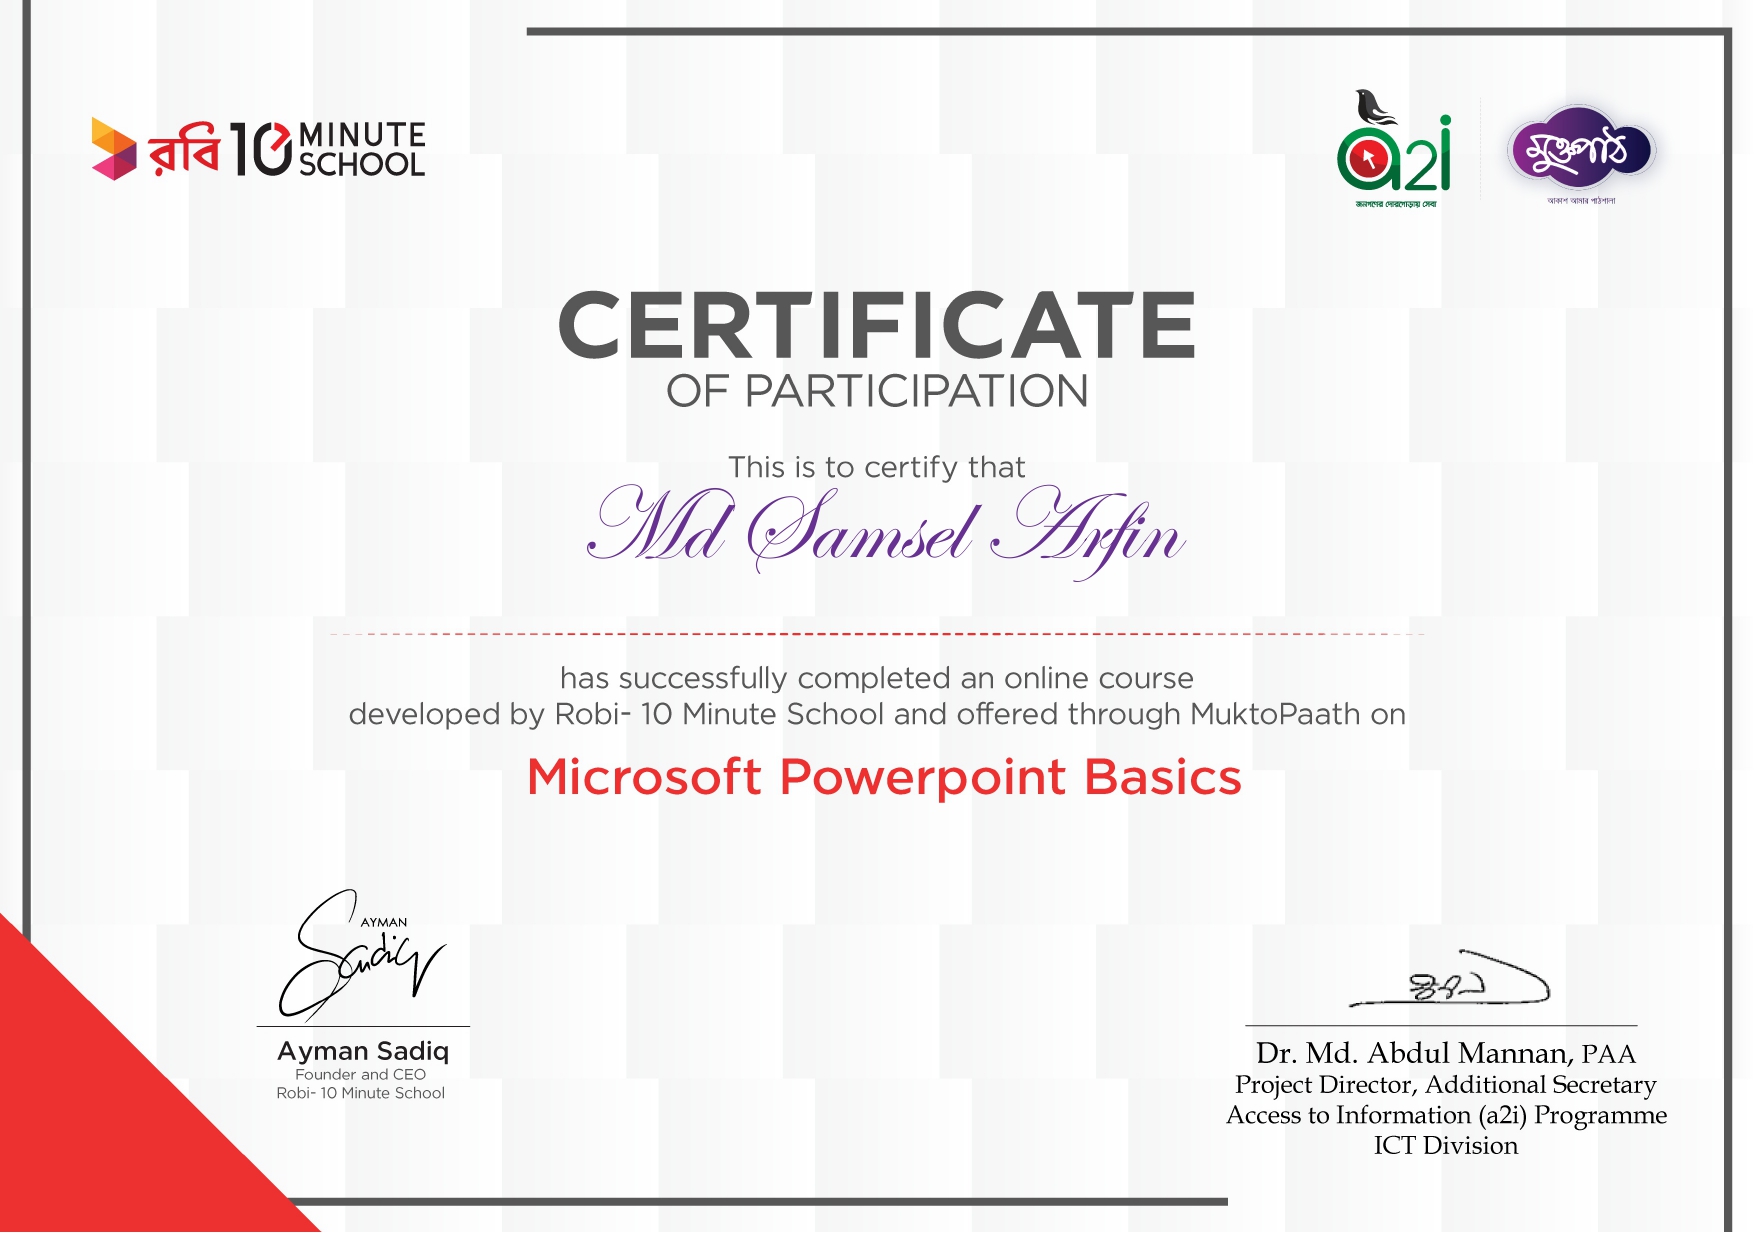 রবি 10 MINUTE SCHOOL
a2i
জনগণের দোরগোড়ায় সেবা
মুক্তপাঠ
আকাশ আমার পাঠশালা
CERTIFICATE
OF PARTICIPATION
This is to certify that
Md Samsel Arfin
has successfully completed an online course
developed by Robi- 10 Minute School and offered through MuktoPaath on
Microsoft Powerpoint Basics
AYMAN
Sadiq
Ayman Sadiq
Founder and CEO
Robi- 10 Minute School
Dr. Md. Abdul Mannan, PAA
Project Director, Additional Secretary
Access to Information (a2i) Programme
ICT Division